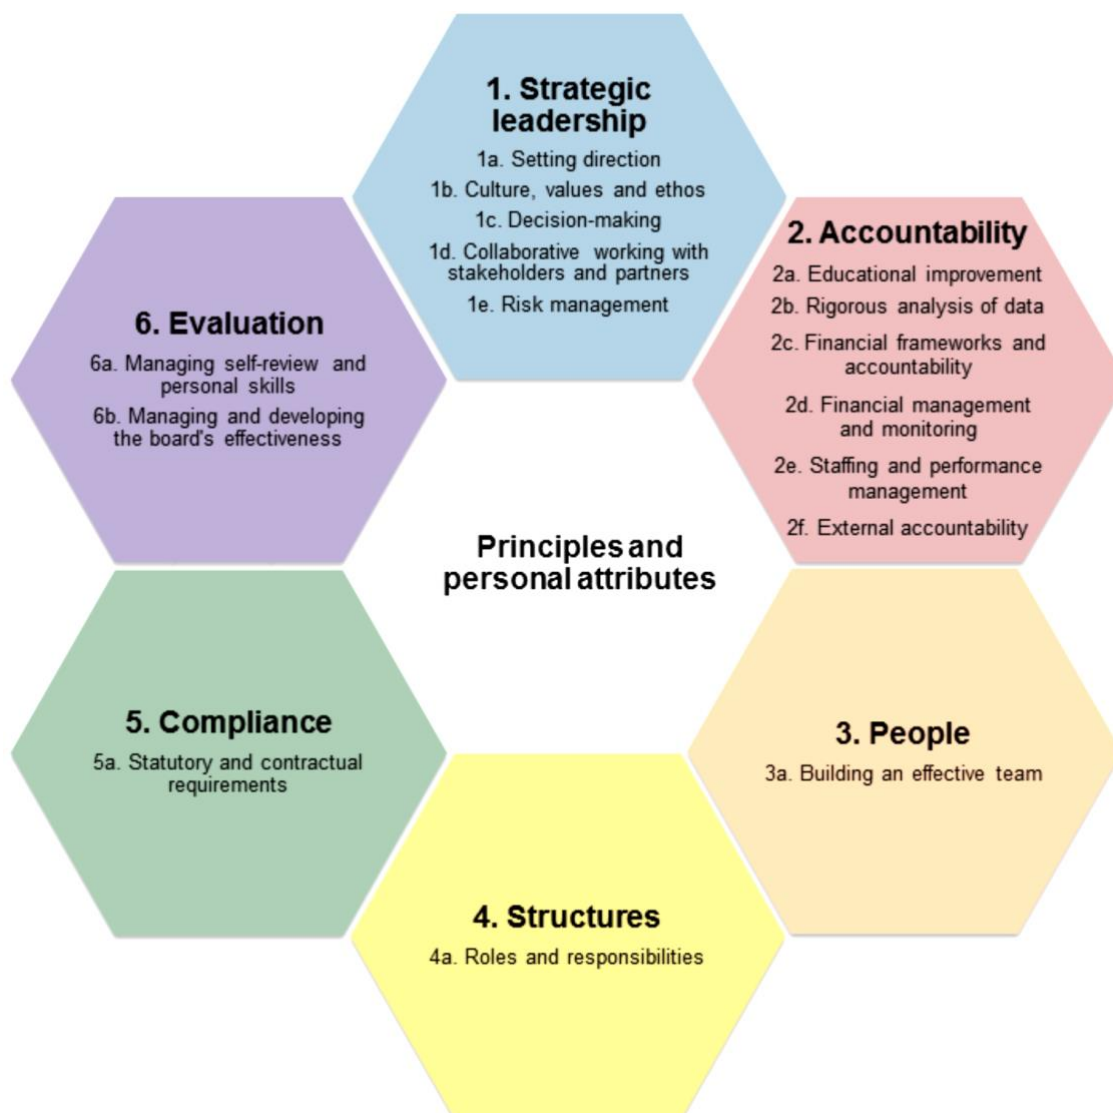 1. Strategic
leadership
1a. Setting direction
1b. Culture, values and ethos
1c. Decision-making
1d. Collaborative working with
stakeholders and partners
1e. Risk management
2. Accountability
2a. Educational improvement
2b. Rigorous analysis of data
2c. Financial frameworks and
accountability
2d. Financial management
and monitoring
2e. Staffing and performance
management
2f. External accountability
3. People
3a. Building an effective team
4. Structures
4a. Roles and responsibilities
5. Compliance
5a. Statutory and contractual
requirements
6. Evaluation
6a. Managing self-review and
personal skills
6b. Managing and developing
the board's effectiveness
Principles and
personal attributes